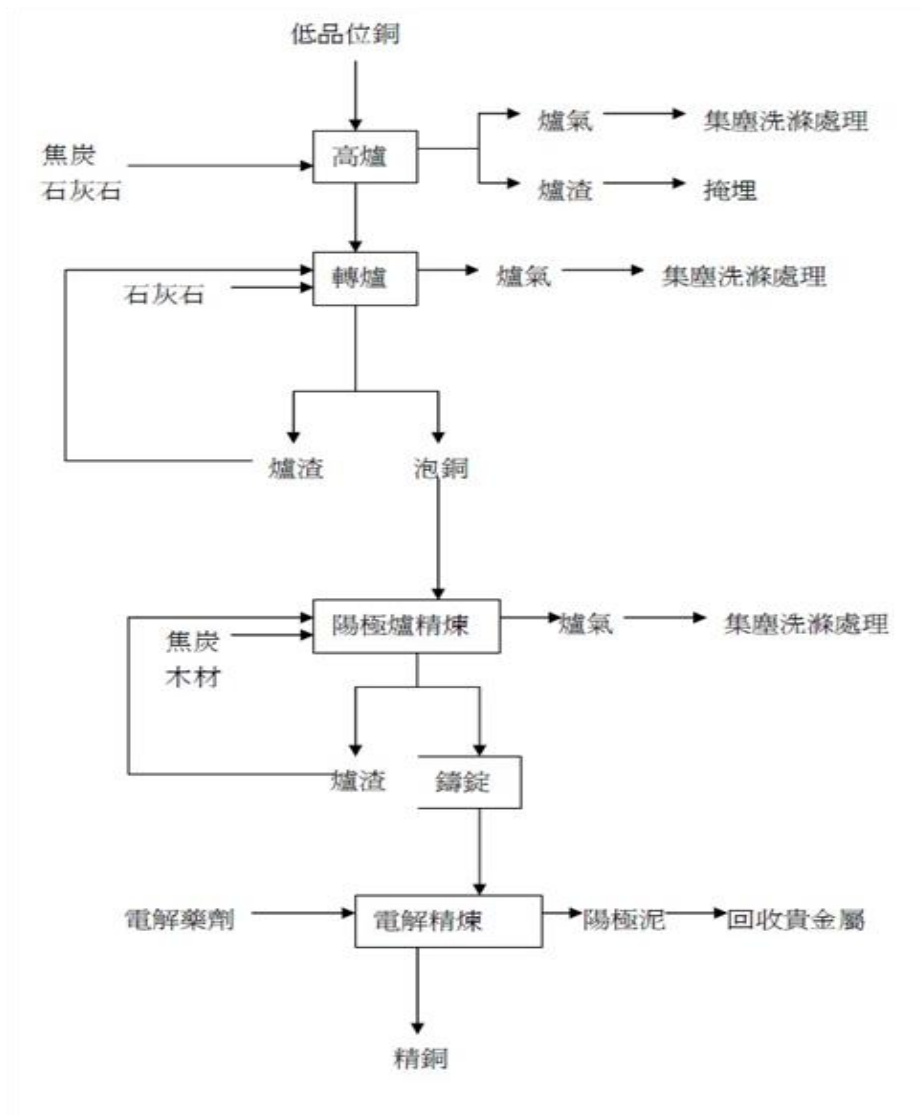 低品位銅
爐氣
集塵洗滌處理
焦炭
石灰石
高爐
爐渣
掩埋
轉爐
爐氣
集塵洗滌處理
石灰石
爐渣
泡銅
陽極爐精煉
爐氣
集塵洗滌處理
焦炭
木材
爐渣
鑄錠
電解藥劑
電解精煉
陽極泥
回收貴金屬
精銅